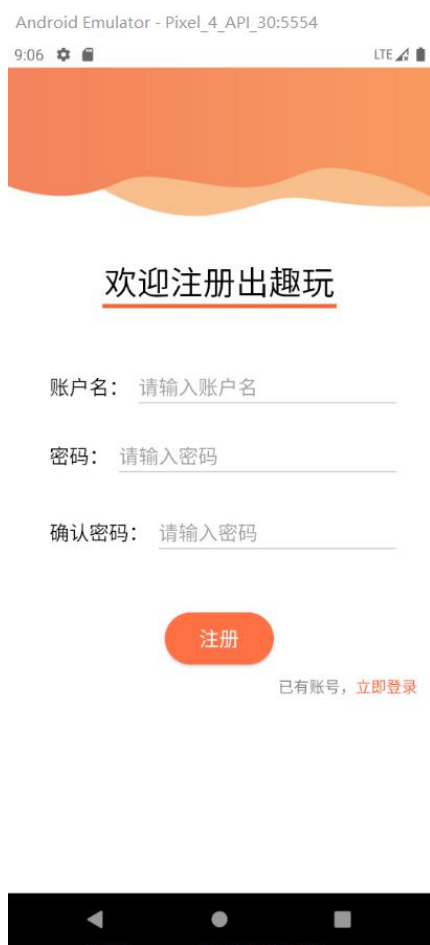 Android Emulator - Pixel_4_API_30:5554
9:06 LTE
欢迎注册出趣玩
账户名： 请输入账户名
密码： 请输入密码
确认密码： 请输入密码
注册
已有账号，立即登录